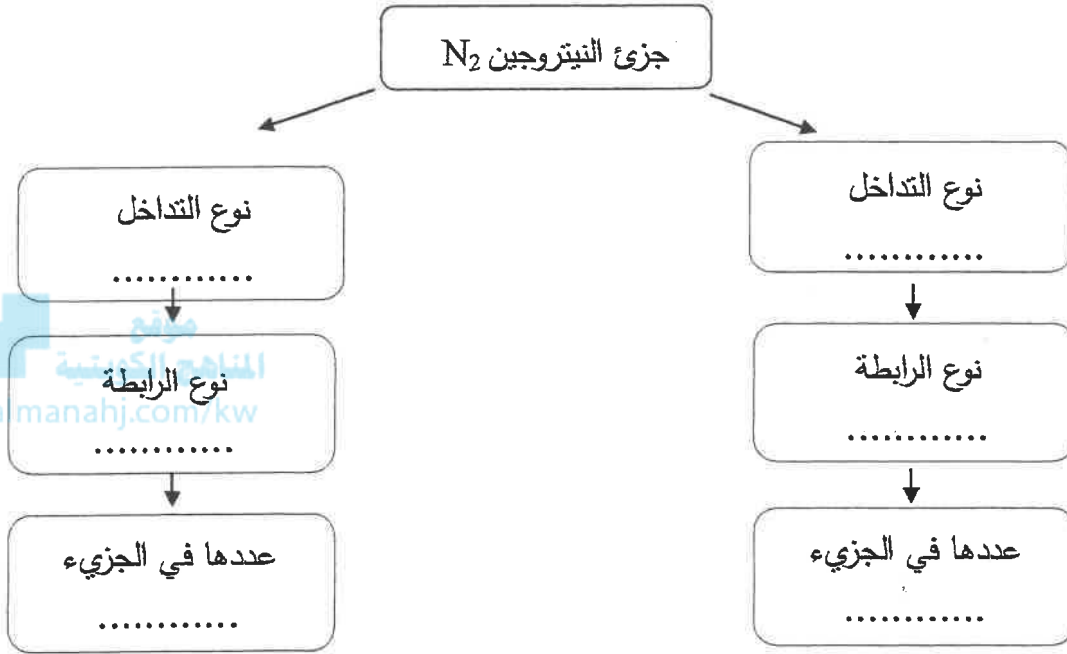 جزئ النيتروجين N₂
نوع التداخل
............
نوع الرابطة
............
عددها في الجزيء
............
نوع التداخل
............
نوع الرابطة
............
عددها في الجزيء
............
موقع
المناهج الكويتية
almanahj.com/kw